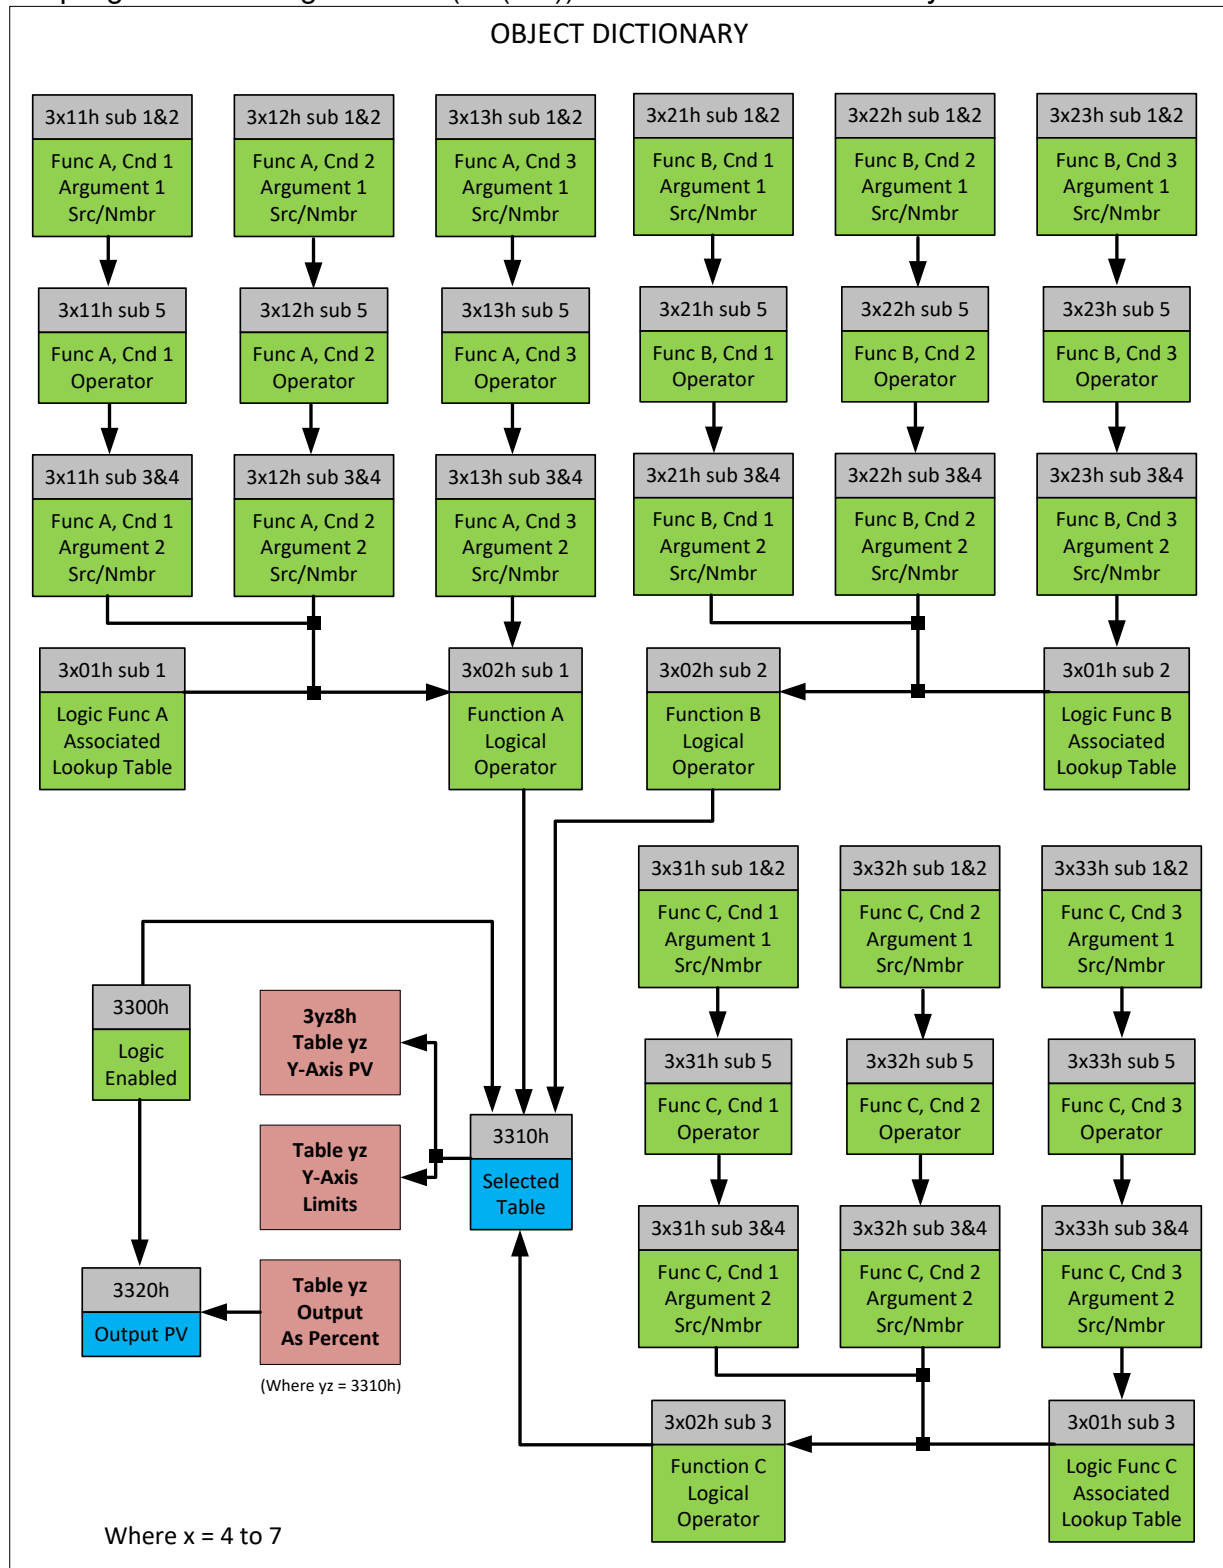 OBJECT DICTIONARY
3x11h sub 1&2
Func A, Cnd 1
Argument 1
Src/Nmbr
3x12h sub 1&2
Func A, Cnd 2
Argument 1
Src/Nmbr
3x13h sub 1&2
Func A, Cnd 3
Argument 1
Src/Nmbr
3x21h sub 1&2
Func B, Cnd 1
Argument 1
Src/Nmbr
3x22h sub 1&2
Func B, Cnd 2
Argument 1
Src/Nmbr
3x23h sub 1&2
Func B, Cnd 3
Argument 1
Src/Nmbr
3x11h sub 5
Func A, Cnd 1
Operator
3x12h sub 5
Func A, Cnd 2
Operator
3x13h sub 5
Func A, Cnd 3
Operator
3x21h sub 5
Func B, Cnd 1
Operator
3x22h sub 5
Func B, Cnd 2
Operator
3x23h sub 5
Func B, Cnd 3
Operator
3x11h sub 3&4
Func A, Cnd 1
Argument 2
Src/Nmbr
3x12h sub 3&4
Func A, Cnd 2
Argument 2
Src/Nmbr
3x13h sub 3&4
Func A, Cnd 3
Argument 2
Src/Nmbr
3x21h sub 3&4
Func B, Cnd 1
Argument 2
Src/Nmbr
3x22h sub 3&4
Func B, Cnd 2
Argument 2
Src/Nmbr
3x23h sub 3&4
Func B, Cnd 3
Argument 2
Src/Nmbr
3x01h sub 1
Logic Func A
Associated
Lookup Table
3x02h sub 1
Function A
Logical
Operator
3x02h sub 2
Function B
Logical
Operator
3x01h sub 2
Logic Func B
Associated
Lookup Table
3x31h sub 1&2
Func C, Cnd 1
Argument 1
Src/Nmbr
3x32h sub 1&2
Func C, Cnd 2
Argument 1
Src/Nmbr
3x33h sub 1&2
Func C, Cnd 3
Argument 1
Src/Nmbr
3300h
Logic
Enabled
3yz8h
Table yz
Y-Axis PV
3x31h sub 5
Func C, Cnd 1
Operator
3x32h sub 5
Func C, Cnd 2
Operator
3x33h sub 5
Func C, Cnd 3
Operator
Table yz
Y-Axis
Limits
3310h
Selected
Table
3x31h sub 3&4
Func C, Cnd 1
Argument 2
Src/Nmbr
3x32h sub 3&4
Func C, Cnd 2
Argument 2
Src/Nmbr
3x33h sub 3&4
Func C, Cnd 3
Argument 2
Src/Nmbr
3320h
Output PV
Table yz
Output
As Percent
(Where yz = 3310h)
3x02h sub 3
Function C
Logical
Operator
3x01h sub 3
Logic Func C
Associated
Lookup Table
Where x = 4 to 7